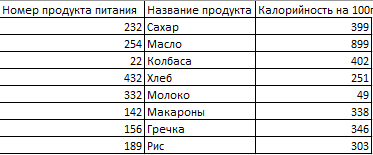 Номер продукта питания Название продукта Калорийность на 100г
232 Сахар 399
254 Масло 899
22 Колбаса 402
432 Хлеб 251
332 Молоко 49
142 Макароны 338
156 Гречка 346
189 Рис 303